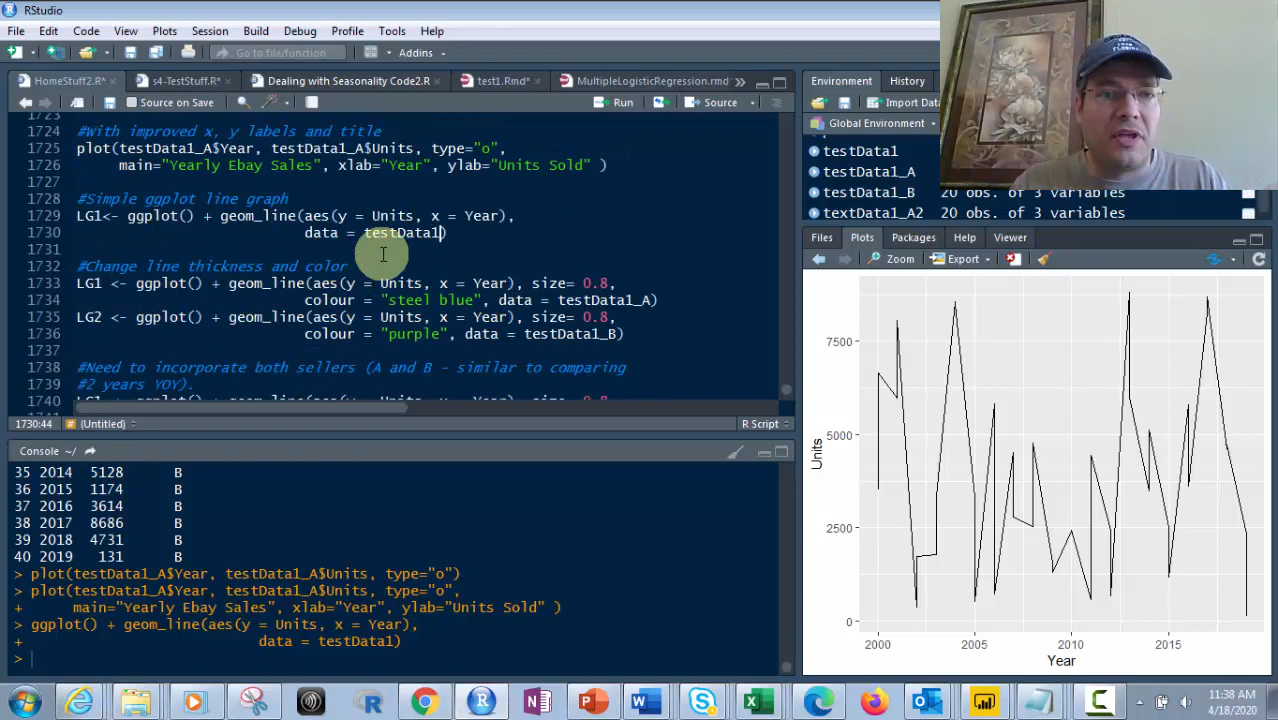 RStudio
File Edit Code View Plots Session Build Debug Profile Tools Help
Go to file/function Addins
HomeStuff2.R* s4-TestStuff.R* Dealing with Seasonality Code2.R test1.Rmd* MultipleLogisticRegression.rmd
Source on Save Run Source
1723
1724 #With improved x, y labels and title
1725 plot(testData1_A$Year, testData1_A$Units, type="o",
1726 main="Yearly Ebay Sales", xlab="Year", ylab="Units Sold" )
1727
1728 #Simple ggplot line graph
1729 LG1<- ggplot() + geom_line(aes(y = Units, x = Year),
1730 data = testData1)
1731
1732 #Change line thickness and color
1733 LG1 <- ggplot() + geom_line(aes(y = Units, x = Year), size= 0.8,
1734 colour = "steel blue", data = testData1_A)
1735 LG2 <- ggplot() + geom_line(aes(y = Units, x = Year), size= 0.8,
1736 colour = "purple", data = testData1_B)
1737
1738 #Need to incorporate both sellers (A and B - similar to comparing
1739 #2 years YOY).
1740 LG1 <- ggplot() + geom_line(aes(y = Units, x = Year), size= 0.8,
1730:44 (Untitled) R Script
Console ~/
35 2014 5128 B
36 2015 1174 B
37 2016 3614 B
38 2017 8686 B
39 2018 4731 B
40 2019 131 B
> plot(testData1_A$Year, testData1_A$Units, type="o")
> plot(testData1_A$Year, testData1_A$Units, type="o",
+ main="Yearly Ebay Sales", xlab="Year", ylab="Units Sold" )
> ggplot() + geom_line(aes(y = Units, x = Year),
+ data = testData1)
>
Environment History
Import Data
Global Environment
testData1
testData1_A
testData1_B 20 obs. of 3 variables
textData1_A2 20 obs. of 3 variables
Files Plots Packages Help Viewer
Zoom Export
7500
5000
2500
0
Units
2000 2005 2010 2015
Year
11:38 AM
4/18/2020